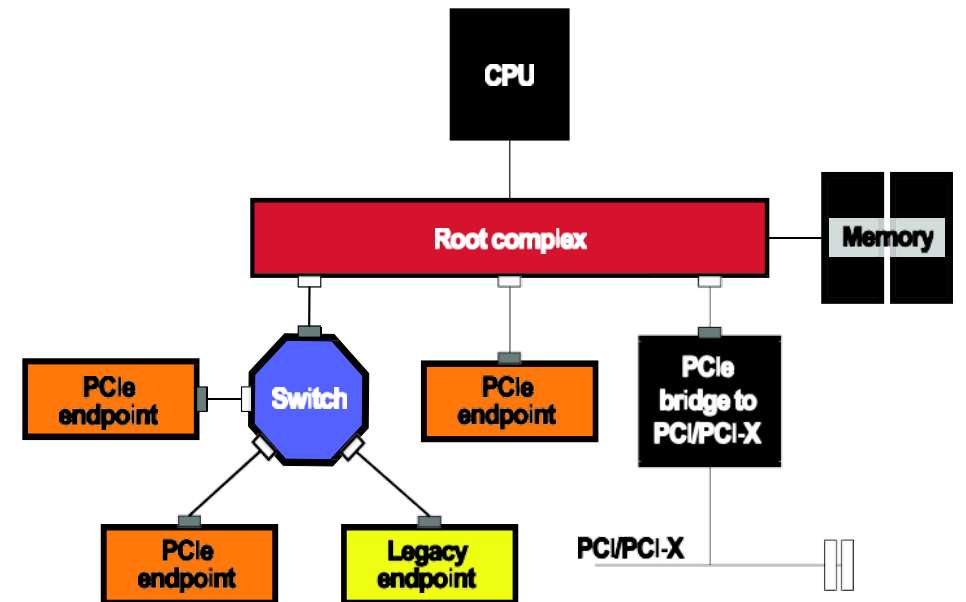 CPU
Root complex
Memory
PCIe
endpoint
Switch
PCIe
endpoint
PCIe
bridge to
PCI/PCI-X
PCIe
endpoint
Legacy
endpoint
PCI/PCI-X